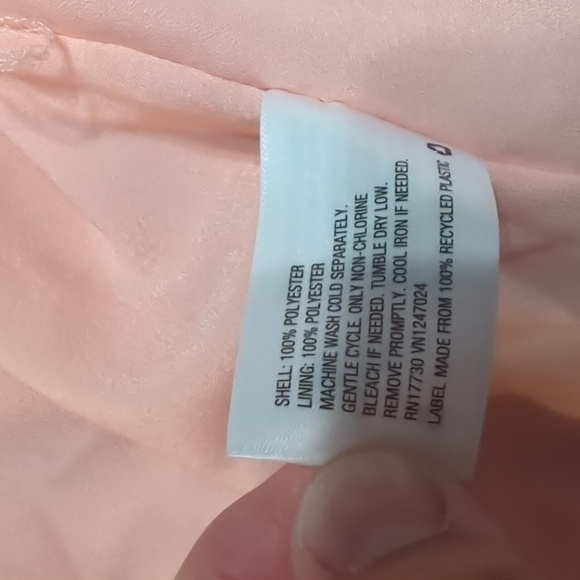 SHELL: 100% POLYESTER
LINING: 100% POLYESTER
MACHINE WASH COLD SEPARATELY.
GENTLE CYCLE. ONLY NON-CHLORINE
BLEACH IF NEEDED. TUMBLE DRY LOW.
REMOVE PROMPTLY. COOL IRON IF NEEDED.
RN17730 VN1247024
LABEL MADE FROM 100% RECYCLED PLASTIC